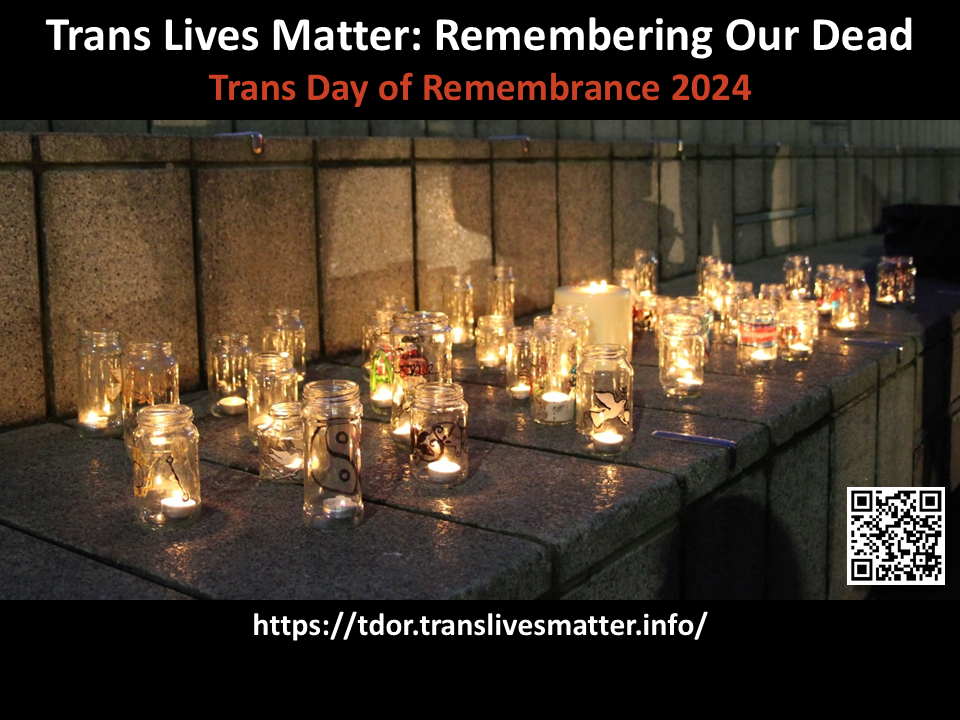 Trans Lives Matter: Remembering Our Dead
Trans Day of Remembrance 2024
https://tdor.translivesmatter.info/